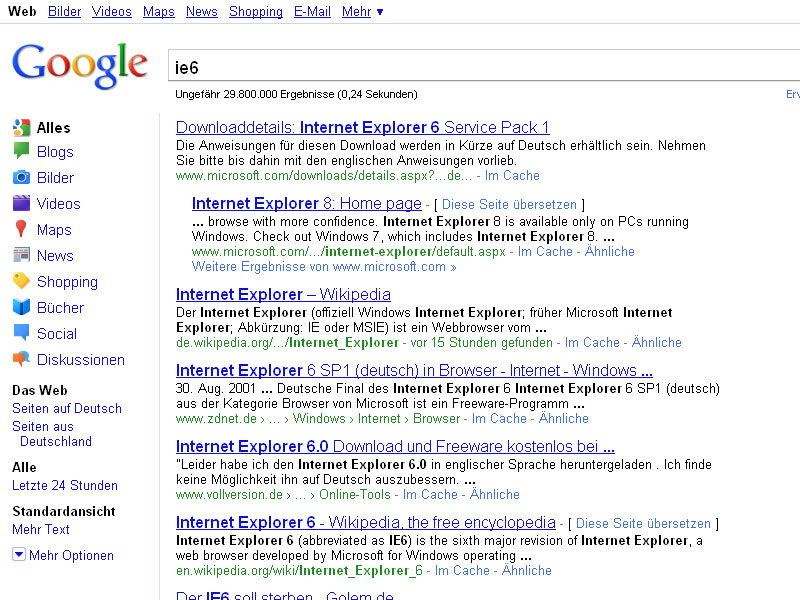 Web Bilder Videos Maps News Shopping E-Mail Mehr ▼
Google
ie6
Ungefähr 29.800.000 Ergebnisse (0,24 Sekunden)
Alles
Blogs
Bilder
Videos
Maps
News
Shopping
Bücher
Social
Diskussionen
Das Web
Seiten auf Deutsch
Seiten aus
Deutschland
Alle
Letzte 24 Stunden
Standardansicht
Mehr Text
Mehr Optionen
Downloaddetails: Internet Explorer 6 Service Pack 1
Die Anweisungen für diesen Download werden in Kürze auf Deutsch erhältlich sein. Nehmen
Sie bitte bis dahin mit den englischen Anweisungen vorlieb.
www.microsoft.com/downloads/details.aspx?...de... - Im Cache
Internet Explorer 8: Home page - [ Diese Seite übersetzen ]
... browse with more confidence. Internet Explorer 8 is available only on PCs running
Windows. Check out Windows 7, which includes Internet Explorer 8. ...
www.microsoft.com/.../internet-explorer/default.aspx - Im Cache - Ähnliche
Weitere Ergebnisse von www.microsoft.com »
Internet Explorer – Wikipedia
Der Internet Explorer (offiziell Windows Internet Explorer; früher Microsoft Internet
Explorer; Abkürzung: IE oder MSIE) ist ein Webbrowser vom ...
de.wikipedia.org/.../Internet_Explorer - vor 15 Stunden gefunden - Im Cache - Ähnliche
Internet Explorer 6 SP1 (deutsch) in Browser - Internet - Windows ...
30. Aug. 2001 ... Deutsche Final des Internet Explorer 6 Internet Explorer 6 SP1 (deutsch)
aus der Kategorie Browser von Microsoft ist ein Freeware-Programm ...
www.zdnet.de › ... › Windows › Internet › Browser - Im Cache - Ähnliche
Internet Explorer 6.0 Download und Freeware kostenlos bei ...
"Leider habe ich den Internet Explorer 6.0 in englischer Sprache heruntergeladen . Ich finde
keine Möglichkeit ihn auf Deutsch auszubessern. ...
www.vollversion.de › ... › Online-Tools - Im Cache - Ähnliche
Internet Explorer 6 - Wikipedia, the free encyclopedia - [ Diese Seite übersetzen ]
Internet Explorer 6 (abbreviated as IE6) is the sixth major revision of Internet Explorer, a
web browser developed by Microsoft for Windows operating ...
en.wikipedia.org/wiki/Internet_Explorer_6 - Im Cache - Ähnliche
Der IE6 soll sterben - Golem.de